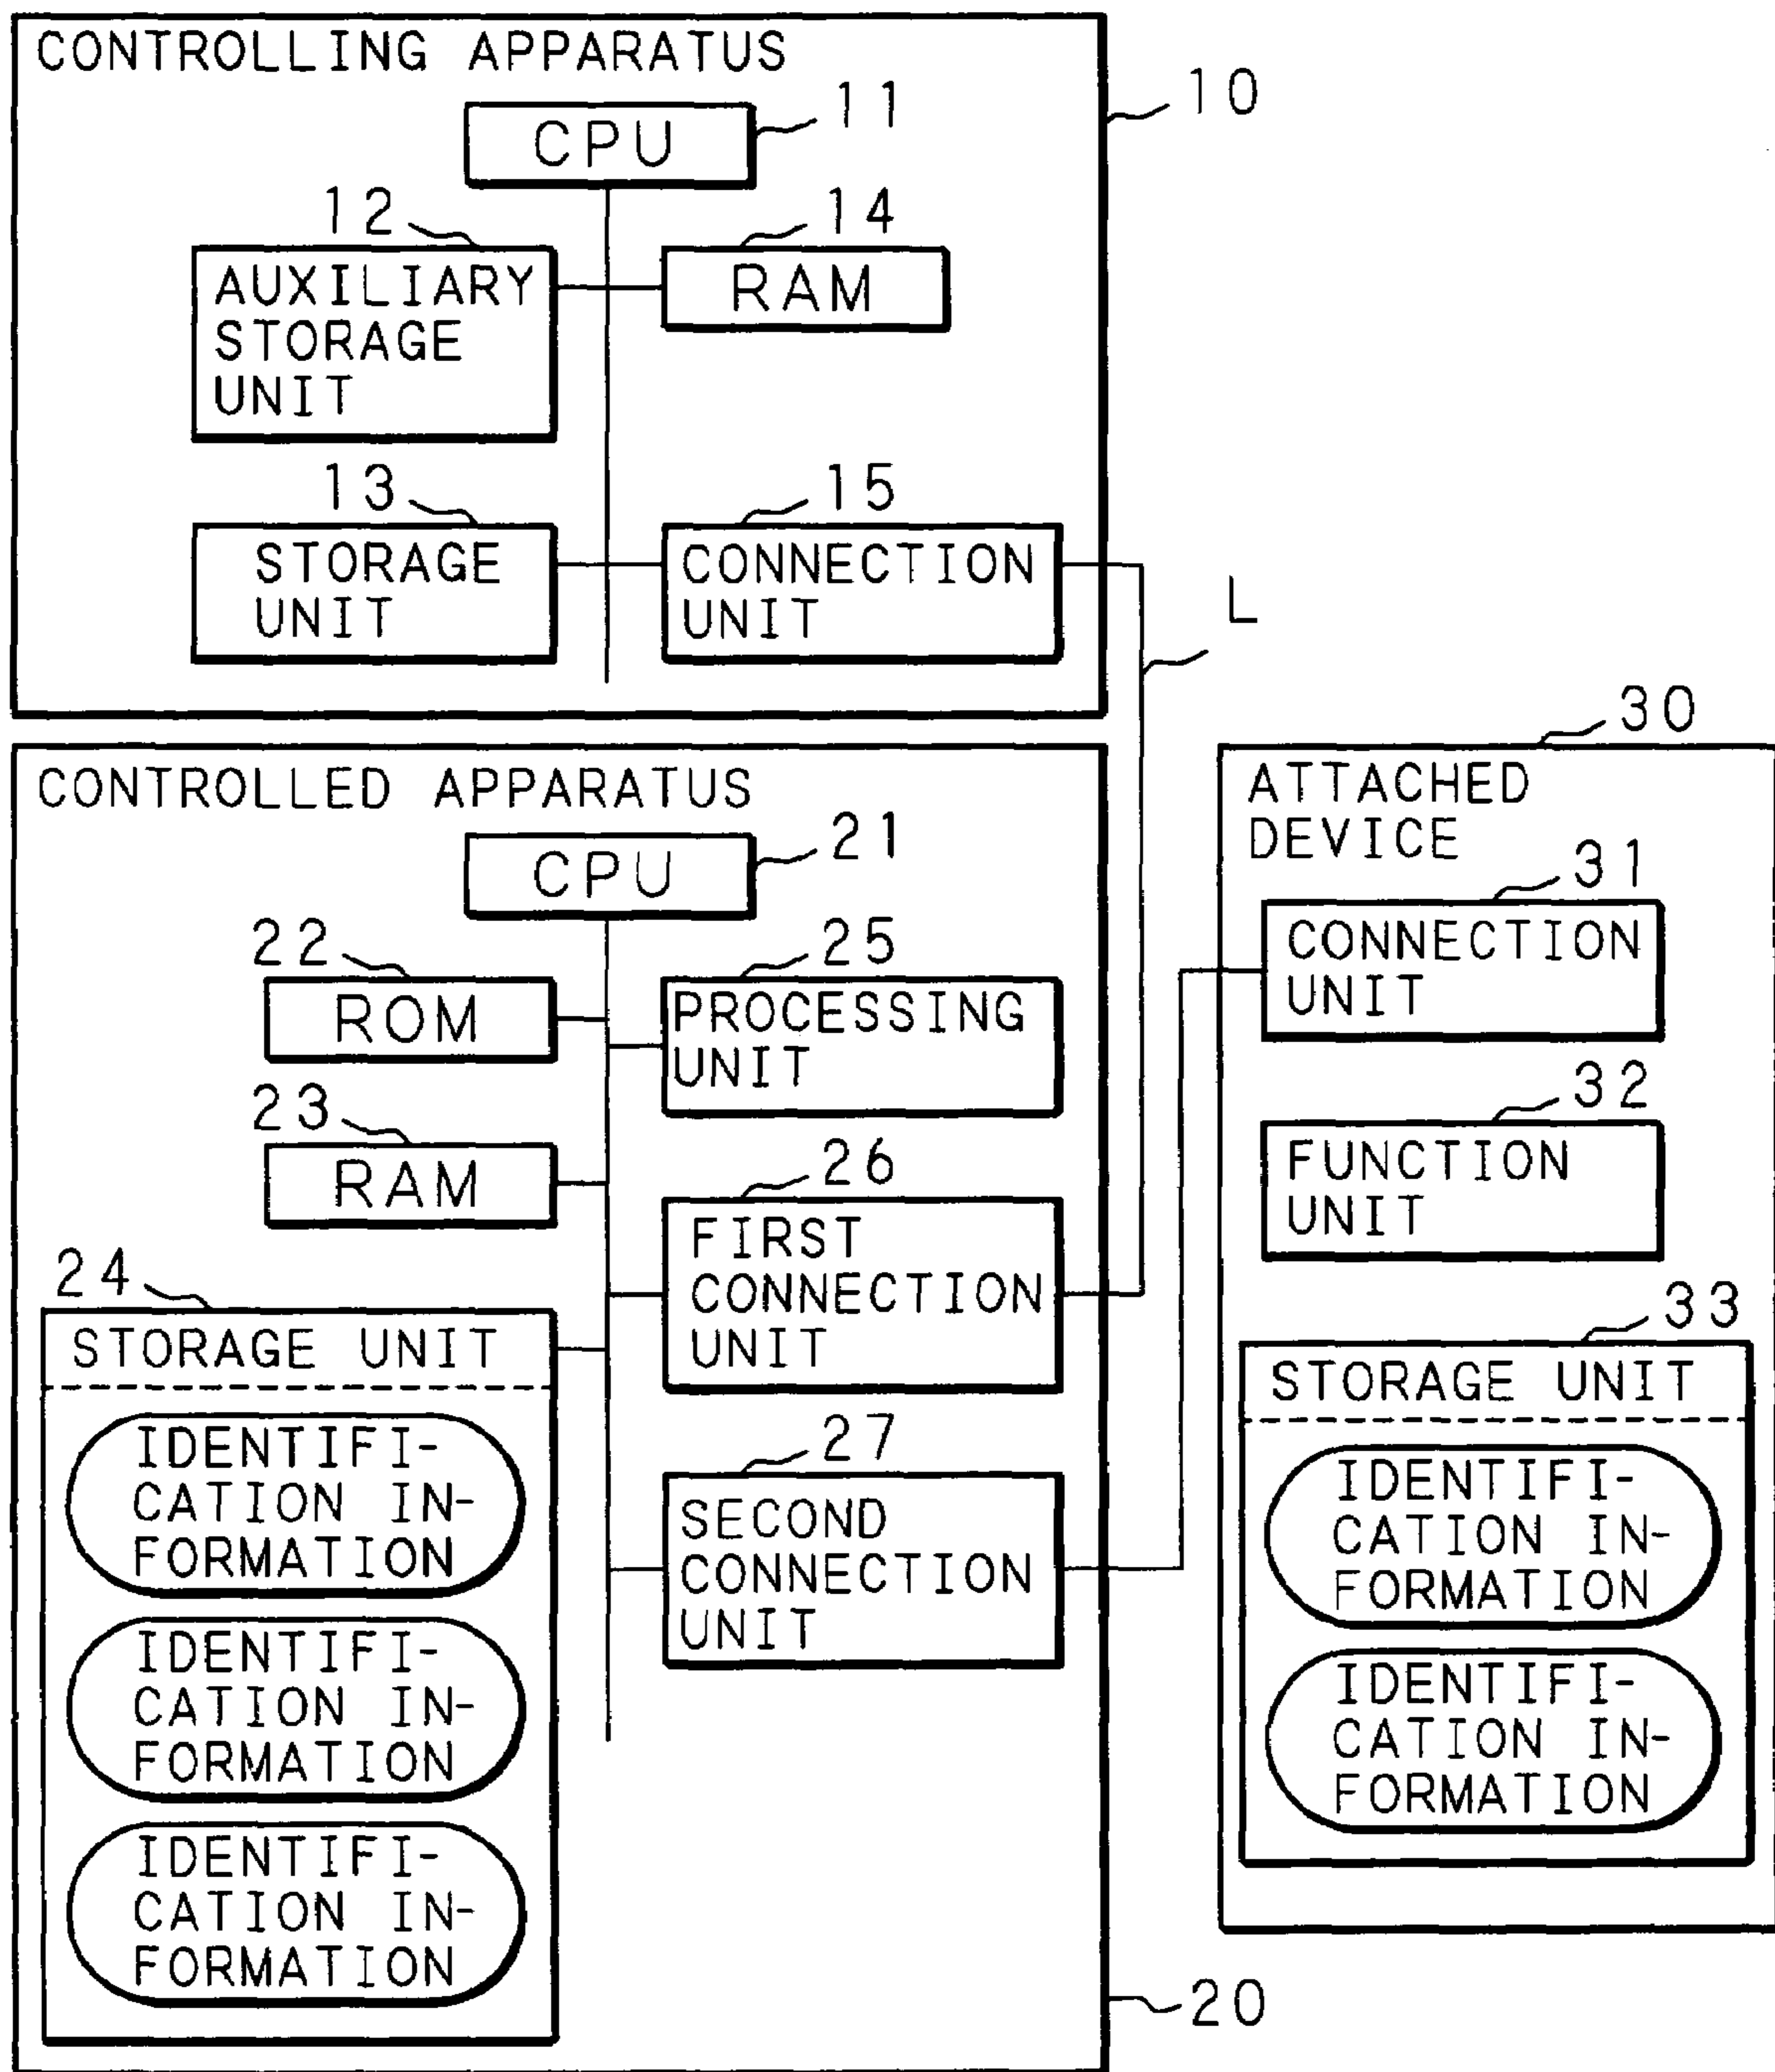 CONTROLLING APPARATUS
10
11
CPU
12
14
AUXILIARY
STORAGE
UNIT
RAM
13
15
STORAGE
UNIT
CONNECTION
UNIT
L
CONTROLLED APPARATUS
21
CPU
22
25
ROM
PROCESSING
UNIT
23
RAM
26
FIRST
CONNECTION
UNIT
24
STORAGE UNIT
IDENTIFI-
CATION IN-
FORMATION
IDENTIFI-
CATION IN-
FORMATION
IDENTIFI-
CATION IN-
FORMATION
27
SECOND
CONNECTION
UNIT
20
30
ATTACHED
DEVICE
31
CONNECTION
UNIT
32
FUNCTION
UNIT
33
STORAGE UNIT
IDENTIFI-
CATION IN-
FORMATION
IDENTIFI-
CATION IN-
FORMATION